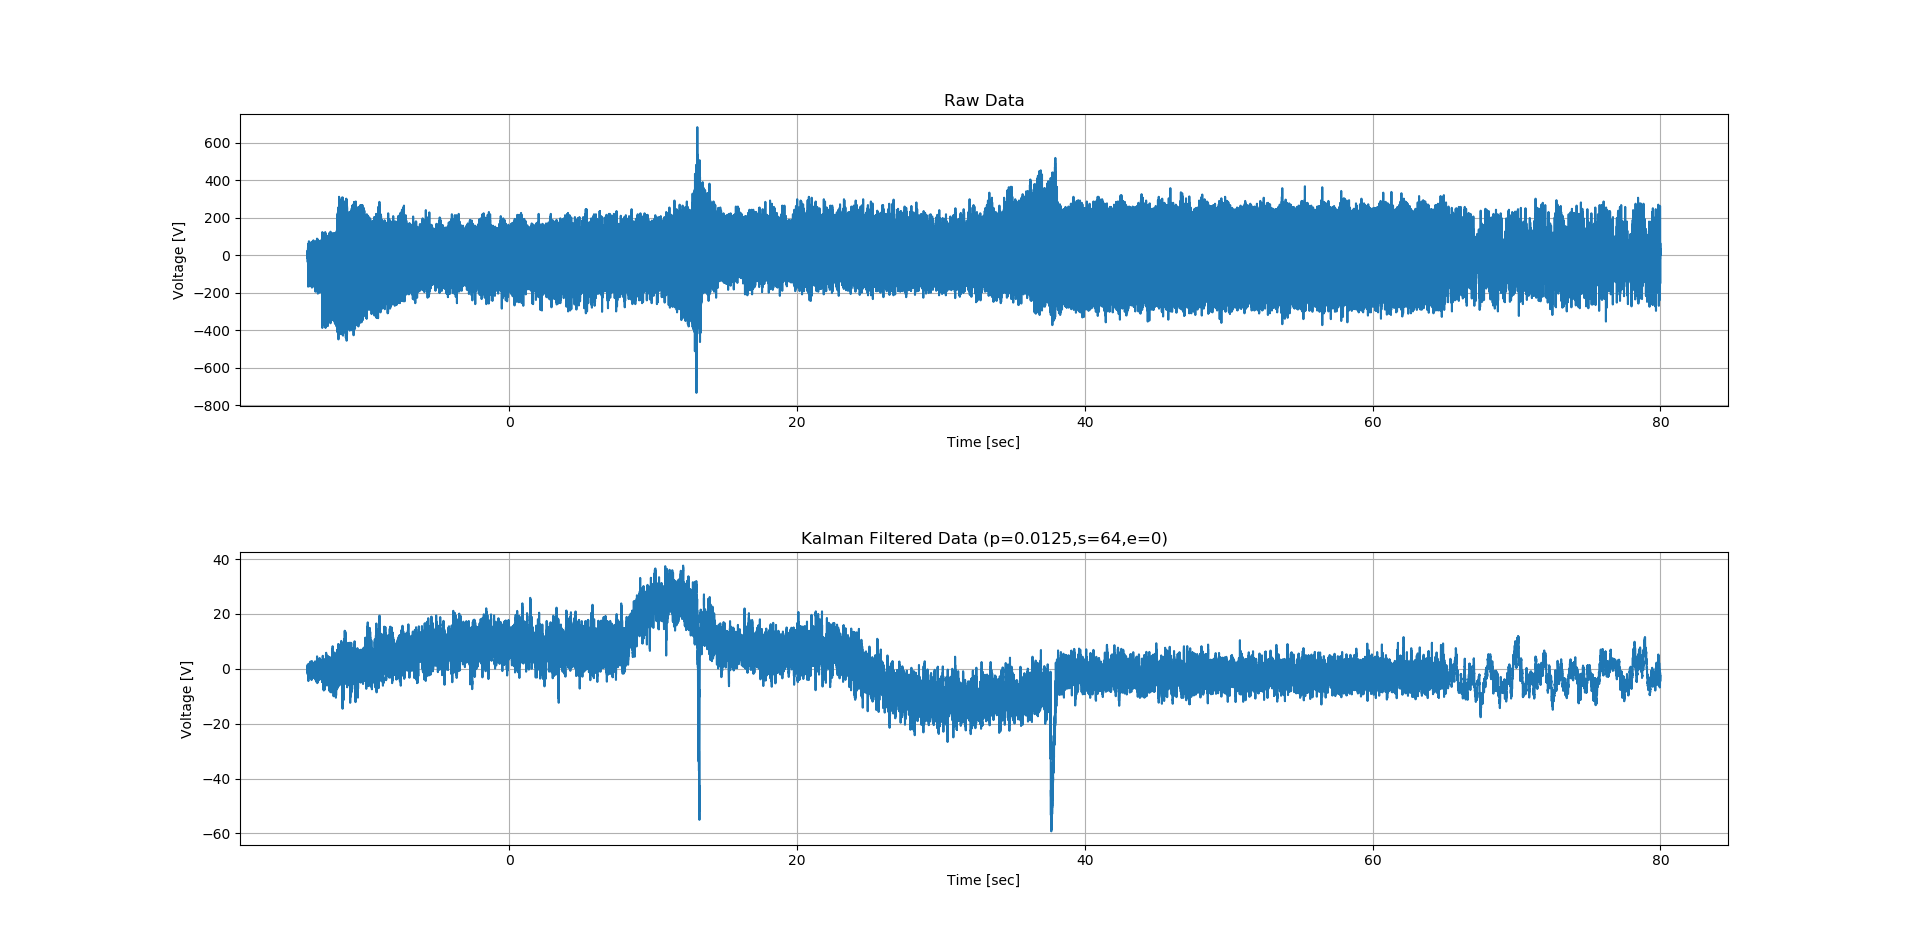 Raw Data
Voltage [V]
600
400
200
0
−200
−400
−600
−800
0 20 40 60 80
Time [sec]
Kalman Filtered Data (p=0.0125,s=64,e=0)
Voltage [V]
40
20
0
−20
−40
−60
0 20 40 60 80
Time [sec]